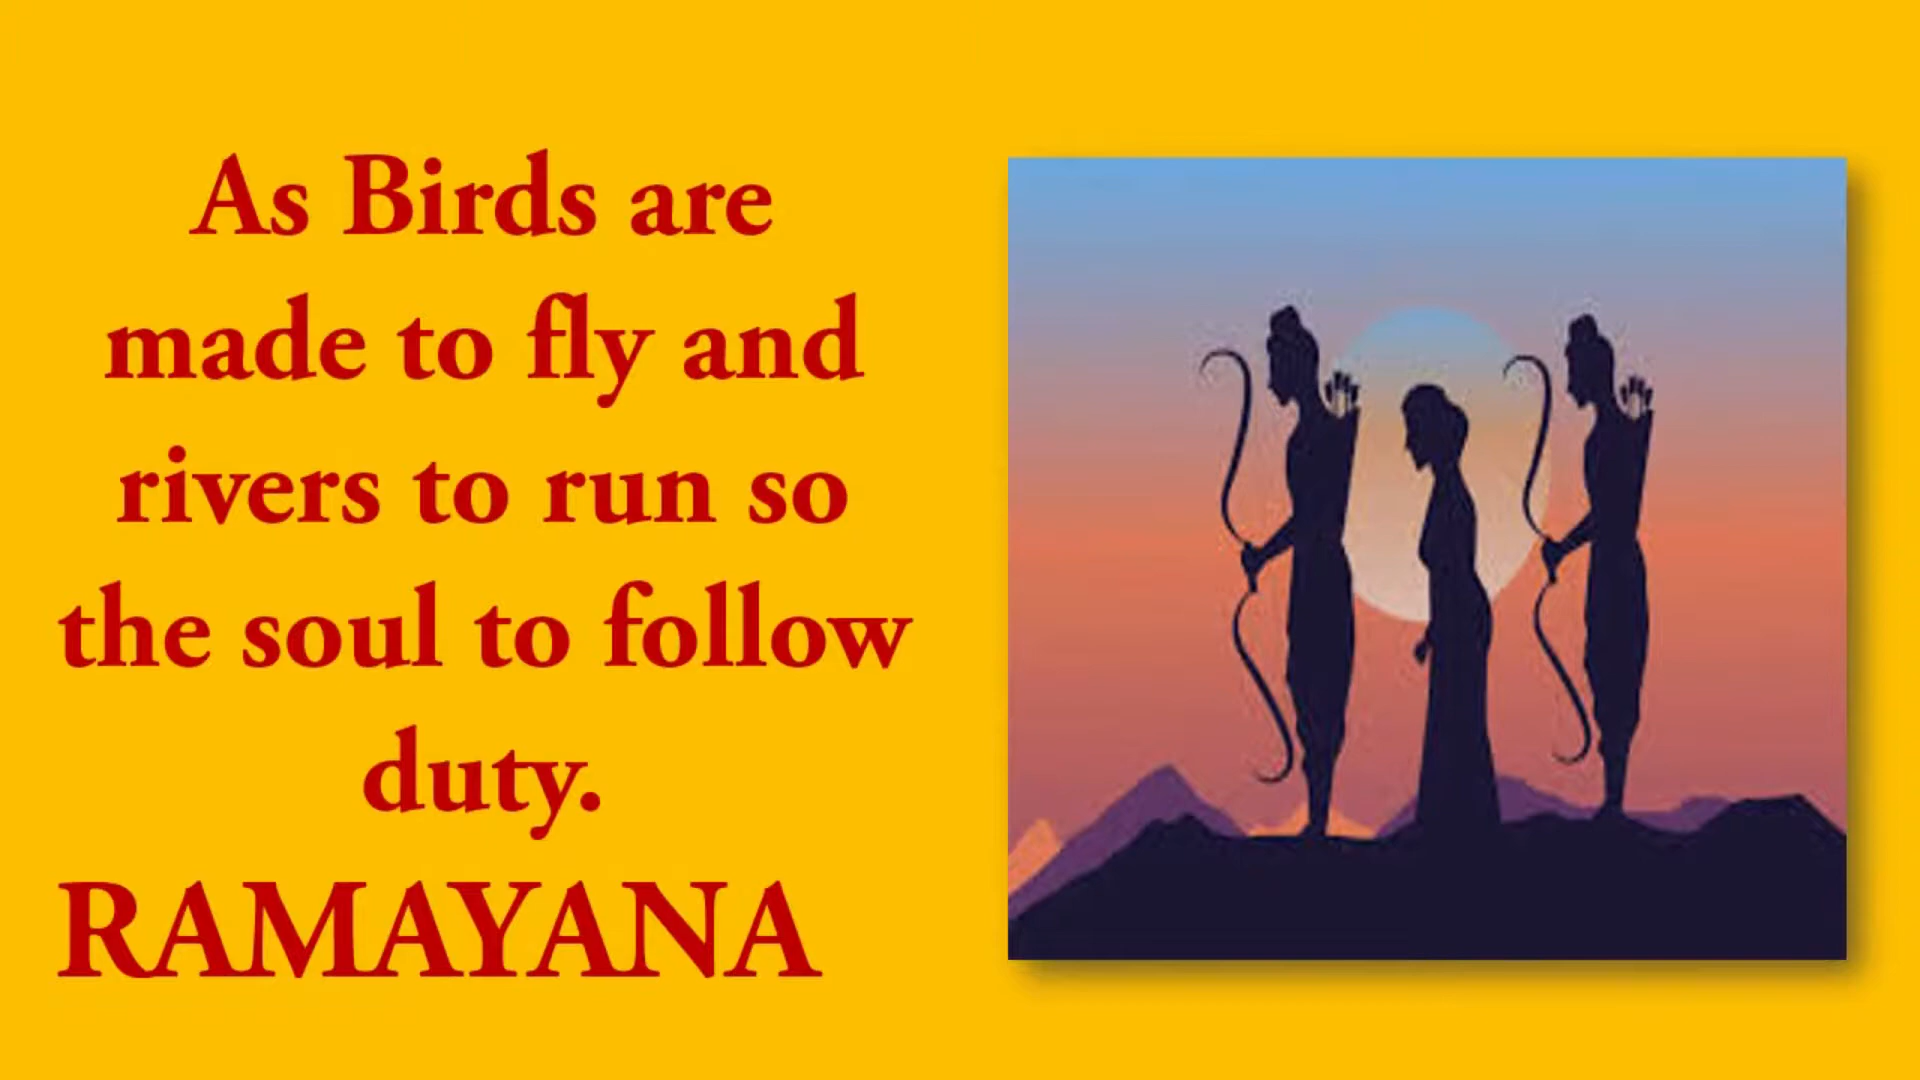 As Birds are
made to fly and
rivers to run so
the soul to follow
duty.
RAMAYANA